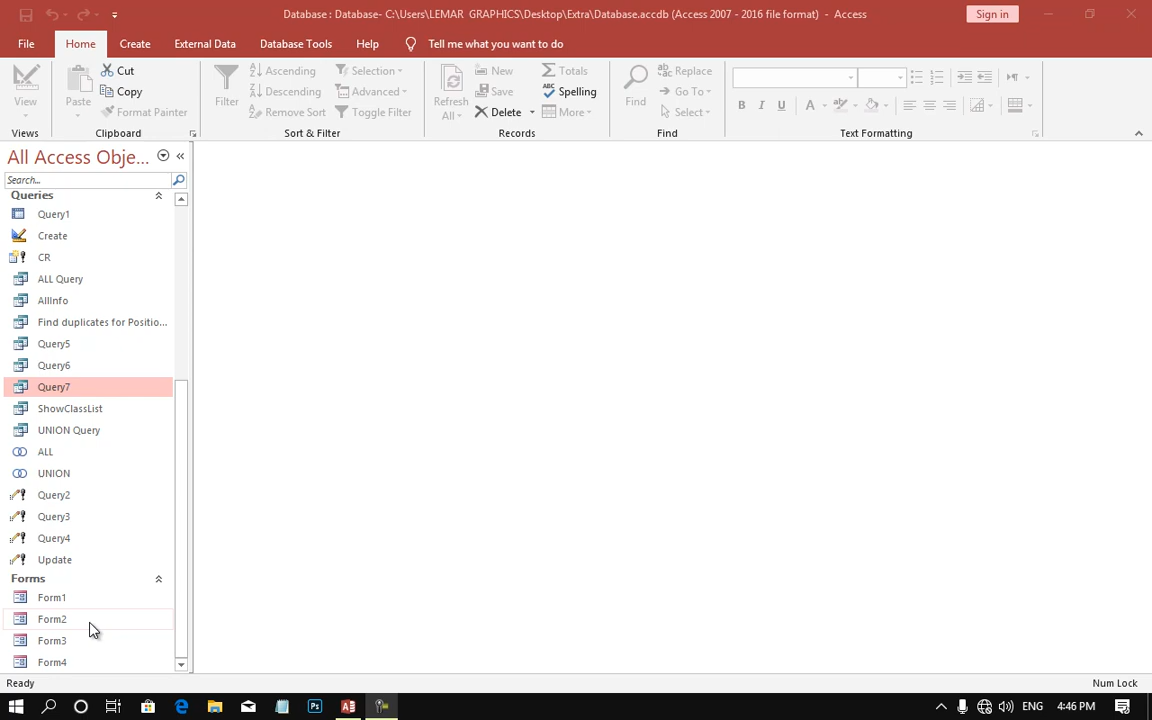 Database : Database- C:\Users\LEMAR GRAPHICS\Desktop\Extra\Database.accdb (Access 2007 - 2016 file format) - Access
Sign in
File
Home
Create
External Data
Database Tools
Help
Tell me what you want to do
View
Views
Paste
Cut
Copy
Format Painter
Clipboard
Filter
Ascending
Descending
Remove Sort
Selection
Advanced
Toggle Filter
Sort & Filter
Refresh
All
New
Save
Delete
Totals
Spelling
More
Records
Find
Replace
Go To
Select
Find
B I U A
Text Formatting
All Access Obje...
Search...
Queries
Query1
Create
CR
ALL Query
AllInfo
Find duplicates for Positio...
Query5
Query6
Query7
ShowClassList
UNION Query
ALL
UNION
Query2
Query3
Query4
Update
Forms
Form1
Form2
Form3
Form4
Ready
Num Lock
ENG
4:46 PM